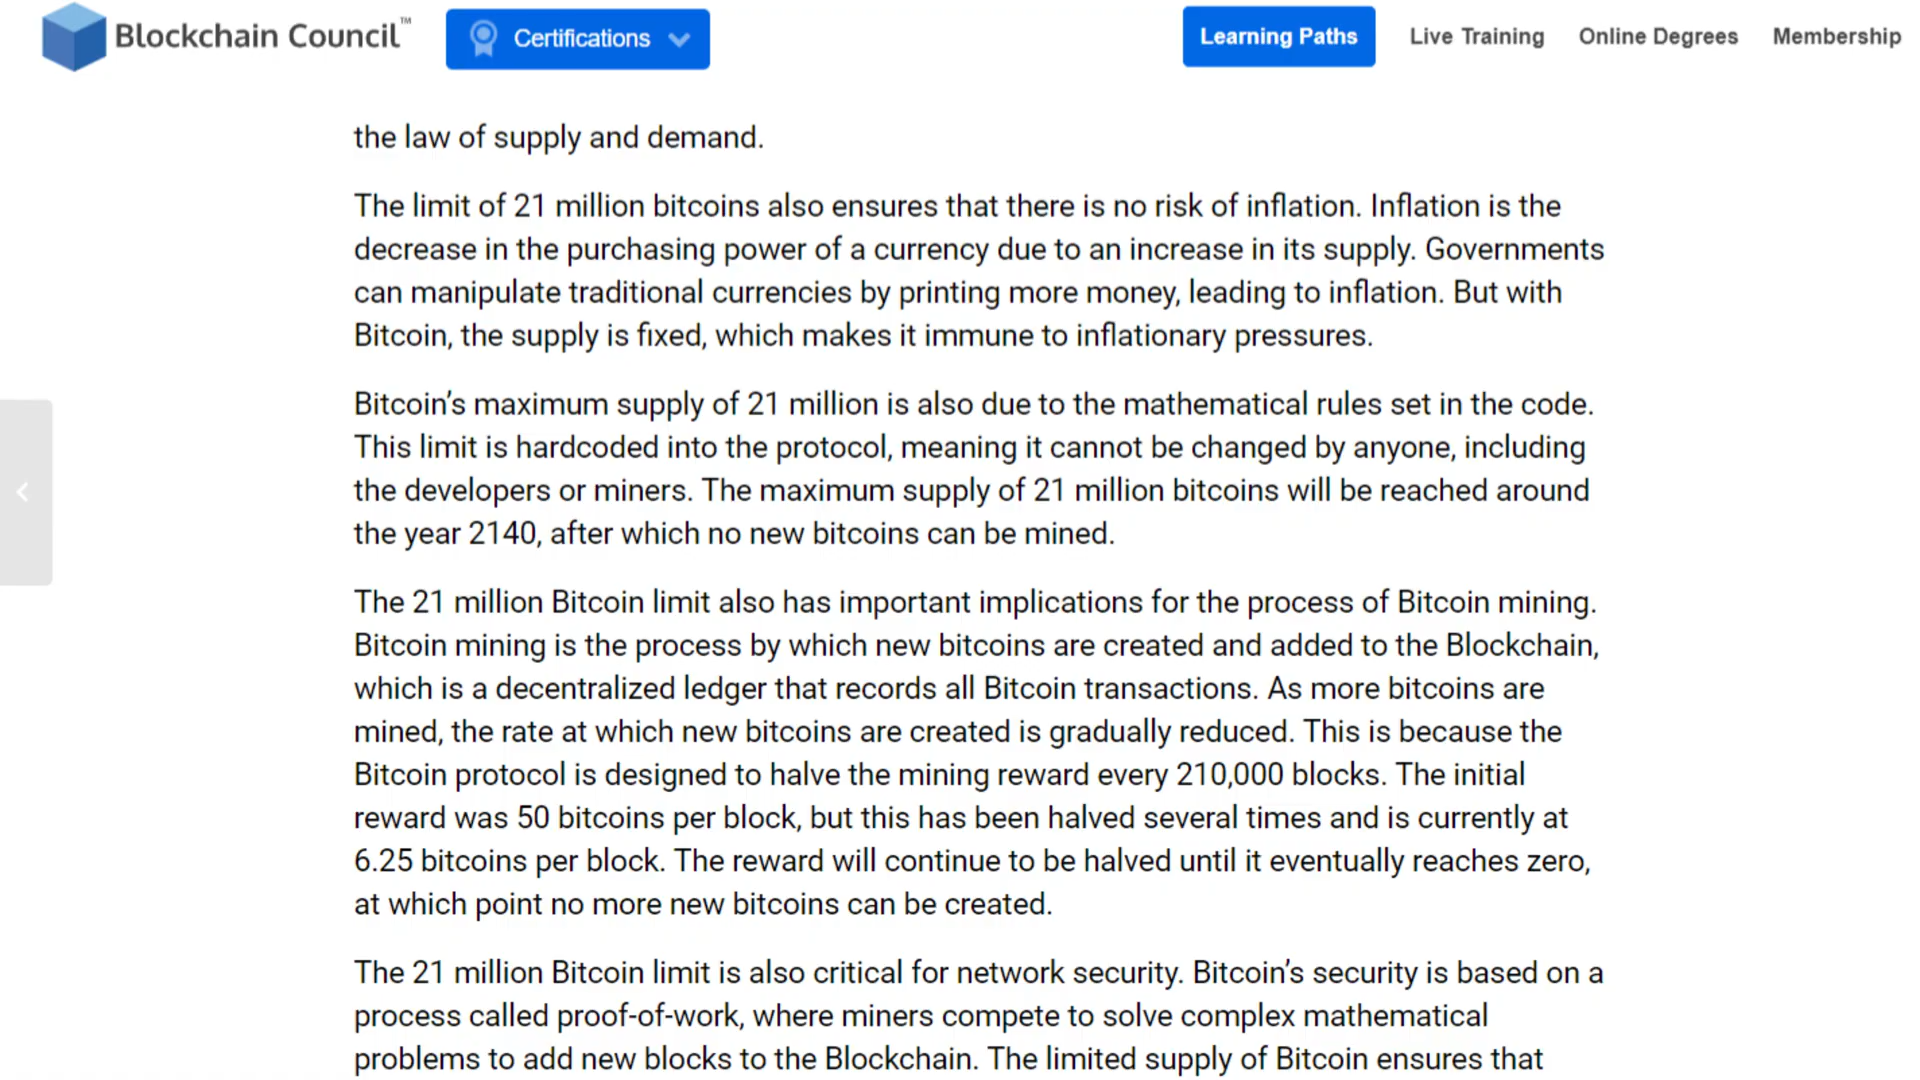 Blockchain Council™
Certifications
Learning Paths
Live Training
Online Degrees
Membership
the law of supply and demand.
The limit of 21 million bitcoins also ensures that there is no risk of inflation. Inflation is the
decrease in the purchasing power of a currency due to an increase in its supply. Governments
can manipulate traditional currencies by printing more money, leading to inflation. But with
Bitcoin, the supply is fixed, which makes it immune to inflationary pressures.
Bitcoin’s maximum supply of 21 million is also due to the mathematical rules set in the code.
This limit is hardcoded into the protocol, meaning it cannot be changed by anyone, including
the developers or miners. The maximum supply of 21 million bitcoins will be reached around
the year 2140, after which no new bitcoins can be mined.
The 21 million Bitcoin limit also has important implications for the process of Bitcoin mining.
Bitcoin mining is the process by which new bitcoins are created and added to the Blockchain,
which is a decentralized ledger that records all Bitcoin transactions. As more bitcoins are
mined, the rate at which new bitcoins are created is gradually reduced. This is because the
Bitcoin protocol is designed to halve the mining reward every 210,000 blocks. The initial
reward was 50 bitcoins per block, but this has been halved several times and is currently at
6.25 bitcoins per block. The reward will continue to be halved until it eventually reaches zero,
at which point no more new bitcoins can be created.
The 21 million Bitcoin limit is also critical for network security. Bitcoin’s security is based on a
process called proof-of-work, where miners compete to solve complex mathematical
problems to add new blocks to the Blockchain. The limited supply of Bitcoin ensures that